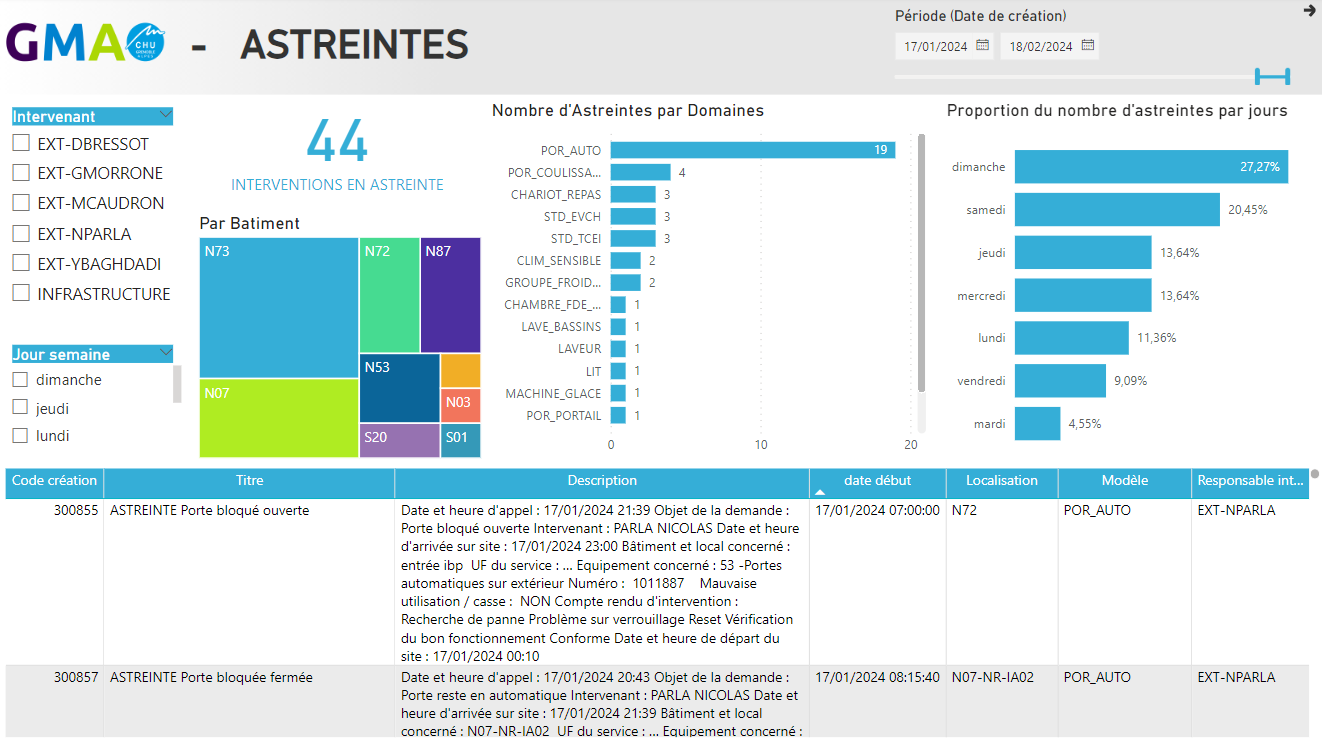 GMAO CHU GRENOBLE ALPES - ASTREINTES
Période (Date de création)
17/01/2024 18/02/2024
Intervenant
EXT-DBRESSOT
EXT-GMORRONE
EXT-MCAUDRON
EXT-NPARLA
EXT-YBAGHDADI
INFRASTRUCTURE
Jour semaine
dimanche
jeudi
lundi
44
INTERVENTIONS EN ASTREINTE
Par Batiment
N73
N72
N87
N07
N53
N03
S20
S01
Nombre d'Astreintes par Domaines
POR_AUTO 19
POR_COULISSA... 4
CHARIOT_REPAS 3
STD_EVCH 3
STD_TCEI 3
CLIM_SENSIBLE 2
GROUPE_FROID... 2
CHAMBRE_FDE_... 1
LAVE_BASSINS 1
LAVEUR 1
LIT 1
MACHINE_GLACE 1
POR_PORTAIL 1
0 10 20
Proportion du nombre d'astreintes par jours
dimanche 27,27%
samedi 20,45%
jeudi 13,64%
mercredi 13,64%
lundi 11,36%
vendredi 9,09%
mardi 4,55%
Code création Titre Description date début Localisation Modèle Responsable int...
300855 ASTREINTE Porte bloqué ouverte Date et heure d'appel : 17/01/2024 21:39 Objet de la demande : 17/01/2024 07:00:00 N72 POR_AUTO EXT-NPARLA
Porte bloqué ouverte Intervenant : PARLA NICOLAS Date et heure
d'arrivée sur site : 17/01/2024 23:00 Bâtiment et local concerné :
entrée ibp UF du service : ... Equipement concerné : 53 -Portes
automatiques sur extérieur Numéro : 1011887 Mauvaise
utilisation / casse : NON Compte rendu d'intervention :
Recherche de panne Problème sur verrouillage Reset Vérification
du bon fonctionnement Conforme Date et heure de départ du
site : 17/01/2024 00:10
300857 ASTREINTE Porte bloquée fermée Date et heure d'appel : 17/01/2024 20:43 Objet de la demande : 17/01/2024 08:15:40 N07-NR-IA02 POR_AUTO EXT-NPARLA
Porte reste en automatique Intervenant : PARLA NICOLAS Date et
heure d'arrivée sur site : 17/01/2024 21:39 Bâtiment et local
concerné : N07-NR-IA02 UF du service : ... Equipement concerné :